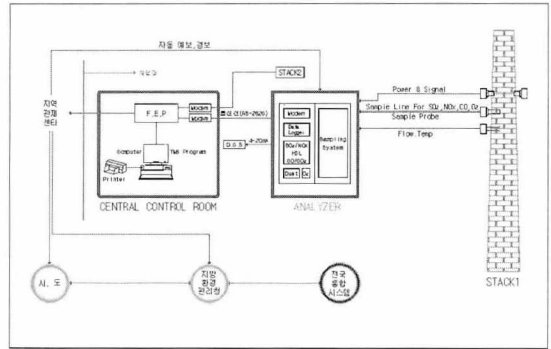 자동 예보,경보
STACK2
지역
관제
센터
F.E.P
Modem
Modem
D.A.S
4-20mA
Computer
TMS Program
Printer
CENTRAL CONTROL ROOM
Modem
Data
Logger
SOx/NOx
HCL
Dust
Sampling
System
ANALYZER
Power & Signal
Sample Line For SO₂,NOx,CO,O₂
Sample Probe
Flow.Temp
STACK1
시. 도
지방
환경
관리청
전국
종합
시스템